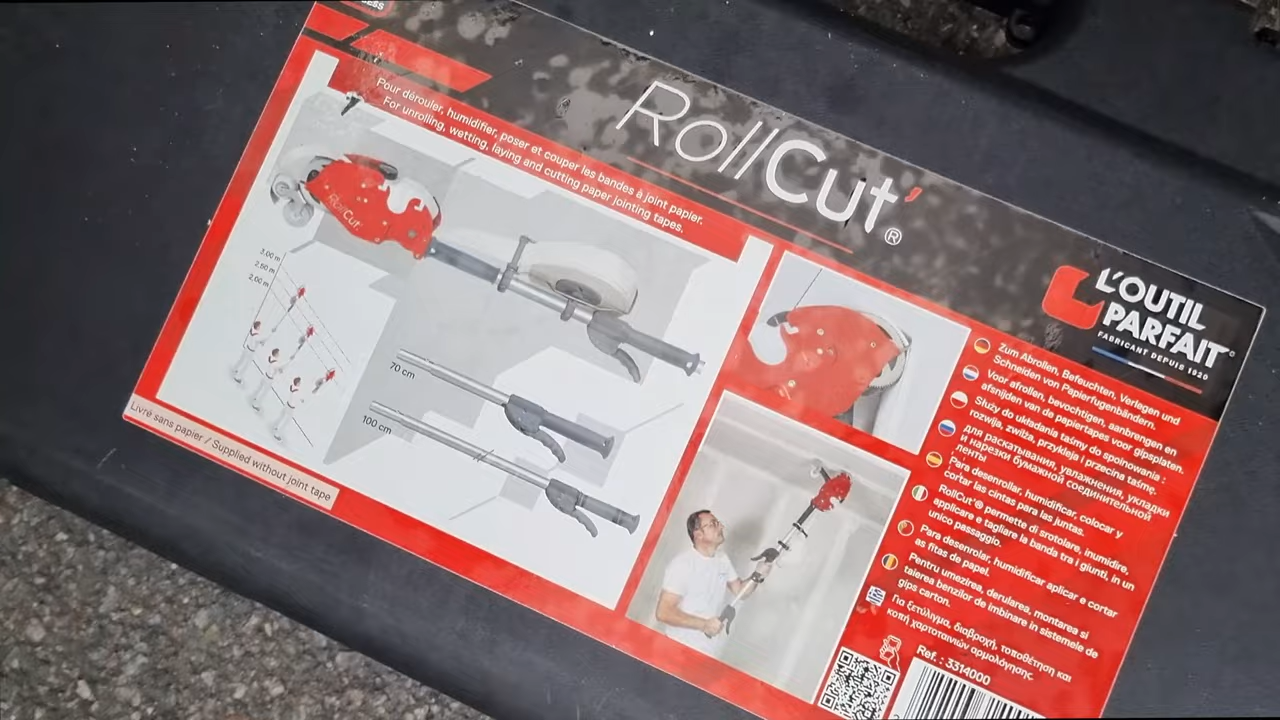 RollCut'®
Pour dérouler, humidifier, poser et couper les bandes à joint papier.
For unrolling, wetting, laying and cutting paper jointing tapes.
RollCut'
3,00 m
2,50 m
2,00 m
70 cm
100 cm
Livré sans papier / Supplied without joint tape
L'OUTIL
PARFAIT
FABRICANT DEPUIS 1920
Zum Abrollen, Befeuchten, Verlegen und
Schneiden von Papierfugenbändern.
Voor afrollen, bevochtigen, aanbrengen en
afsnijden van de papiertapes voor gipsplaten.
Służy do układania taśmy do spoinowania :
rozwija, zwilża, przykleja i przecina taśmę.
для раскатывания, увлажнения, укладки
и нарезки бумажной соединительной
ленты
Para desenrollar, humidificar, colocar y
cortar las cintas para las juntas.
RollCut'® permette di srotolare, inumidire,
applicare e tagliare la banda tra i giunti, in un
unico passaggio.
Para desenrolar, humidificar aplicar e cortar
as fitas de papel.
Pentru umezirea, derularea, montarea si
taierea benzilor de imbinare in sistemele de
gips carton.
Για ξετύλιγμα, διαβροχή, τοποθέτηση και
κοπή χαρτοταινιών αρμολόγησης
Ref. : 3314000